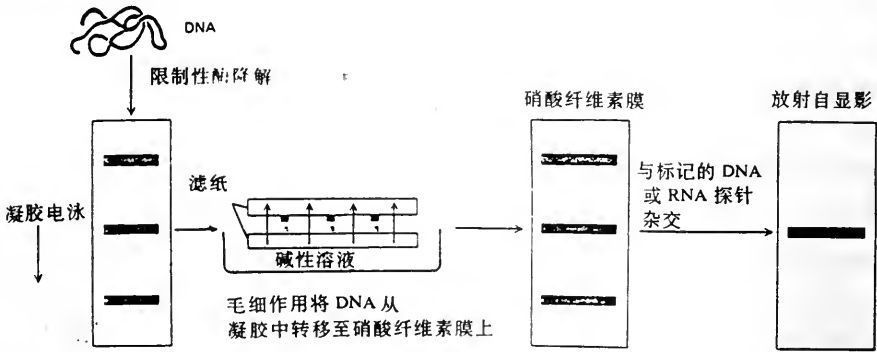 DNA
限制性酶降解
凝胶电泳
滤纸
碱性溶液
毛细作用将 DNA 从
凝胶中转移至硝酸纤维素膜上
硝酸纤维素膜
与标记的 DNA
或 RNA 探针
杂交
放射自显影